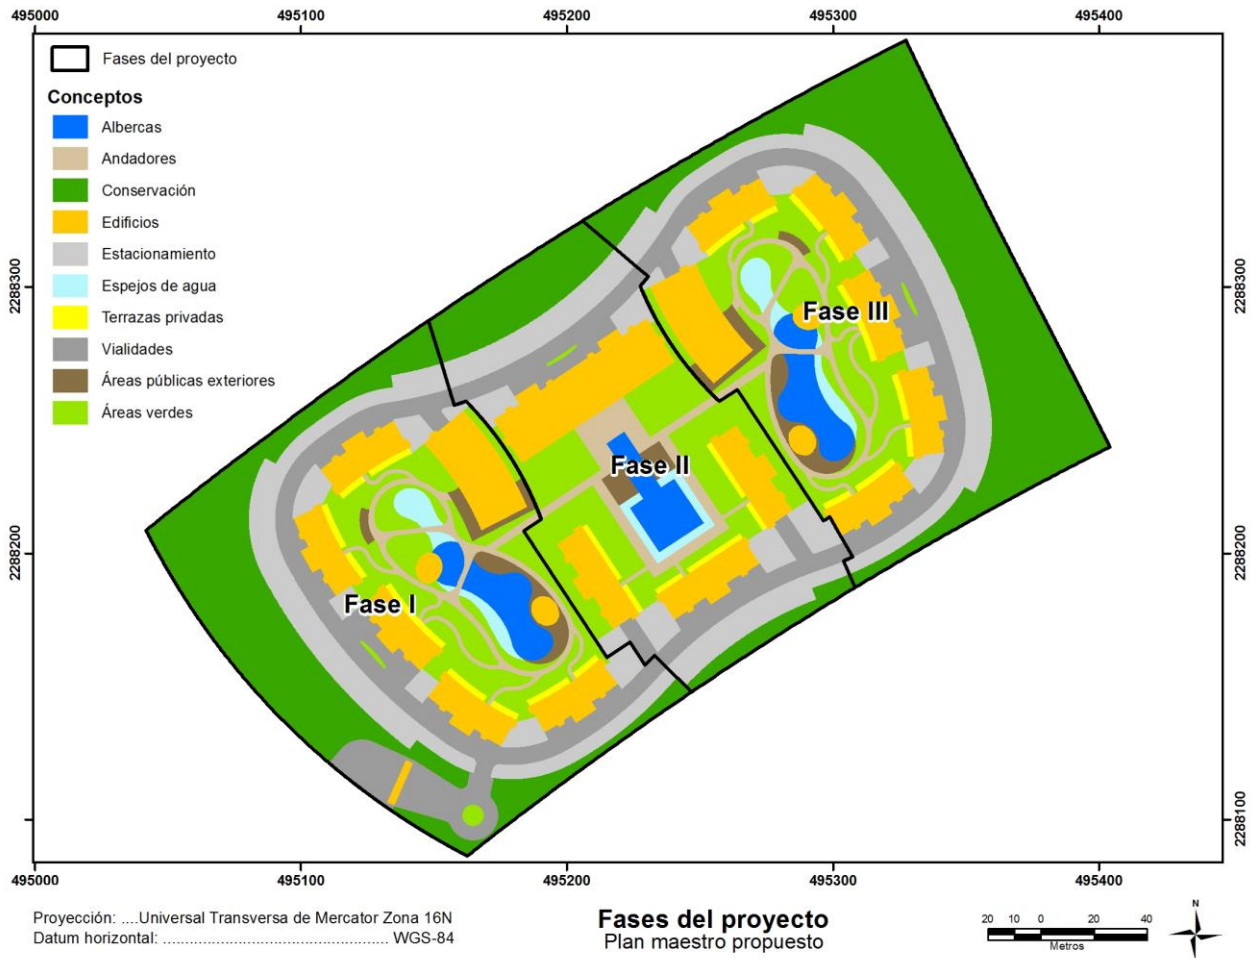 495000 495100 495200 495300 495400
Fases del proyecto
Conceptos
Albercas
Andadores
Conservación
Edificios
Estacionamiento
Espejos de agua
Terrazas privadas
Vialidades
Áreas públicas exteriores
Áreas verdes
2288300
2288200
Fase III
Fase II
Fase I
2288300
2288200
2288100
495000 495100 495200 495300 495400
Proyección: ....Universal Transversa de Mercator Zona 16N
Datum horizontal: .................................................... WGS-84
Fases del proyecto
Plan maestro propuesto
20 10 0 20 40
Metros
N